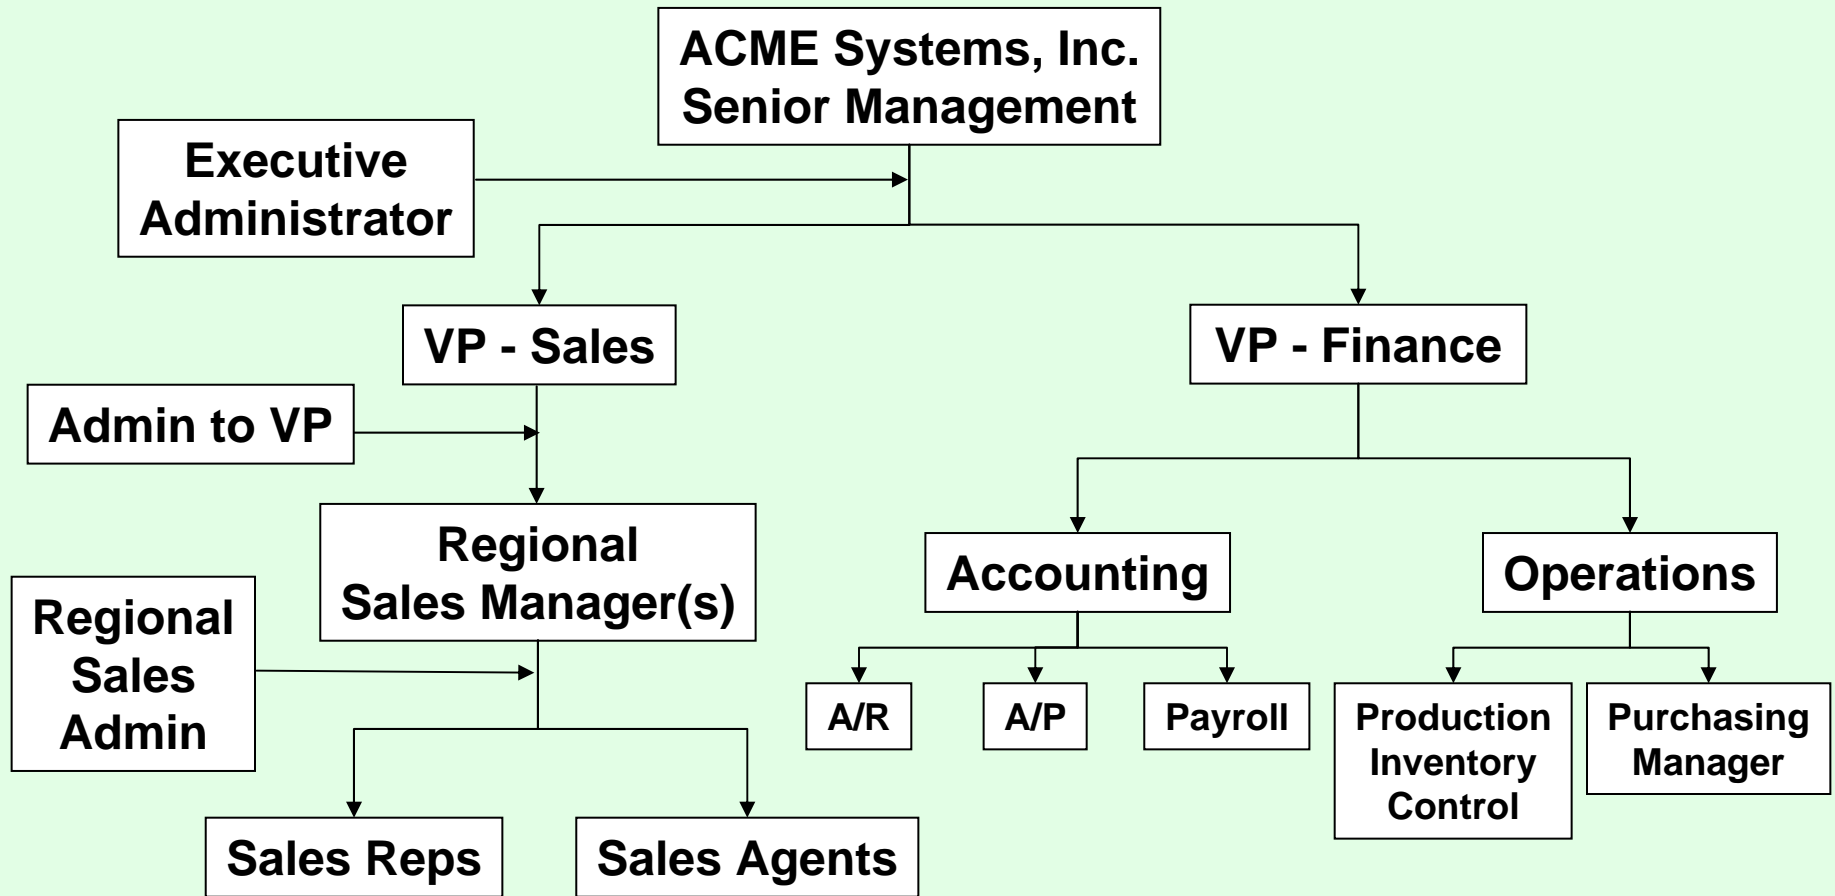 ACME Systems, Inc.
Senior Management
Executive
Administrator
VP - Sales
VP - Finance
Admin to VP
Regional
Sales Manager(s)
Accounting
Operations
Regional
Sales
Admin
A/R
A/P
Payroll
Production
Inventory
Control
Purchasing
Manager
Sales Reps
Sales Agents